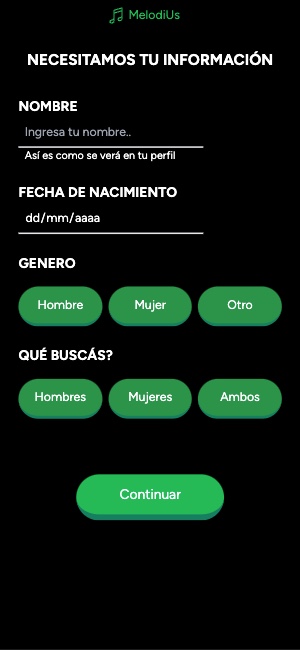 MelodiUs
NECESITAMOS TU INFORMACIÓN
NOMBRE
Ingresa tu nombre..
Así es como se verá en tu perfil
FECHA DE NACIMIENTO
dd/mm/aaaa
GENERO
Hombre Mujer Otro
QUÉ BUSCÁS?
Hombres Mujeres Ambos
Continuar